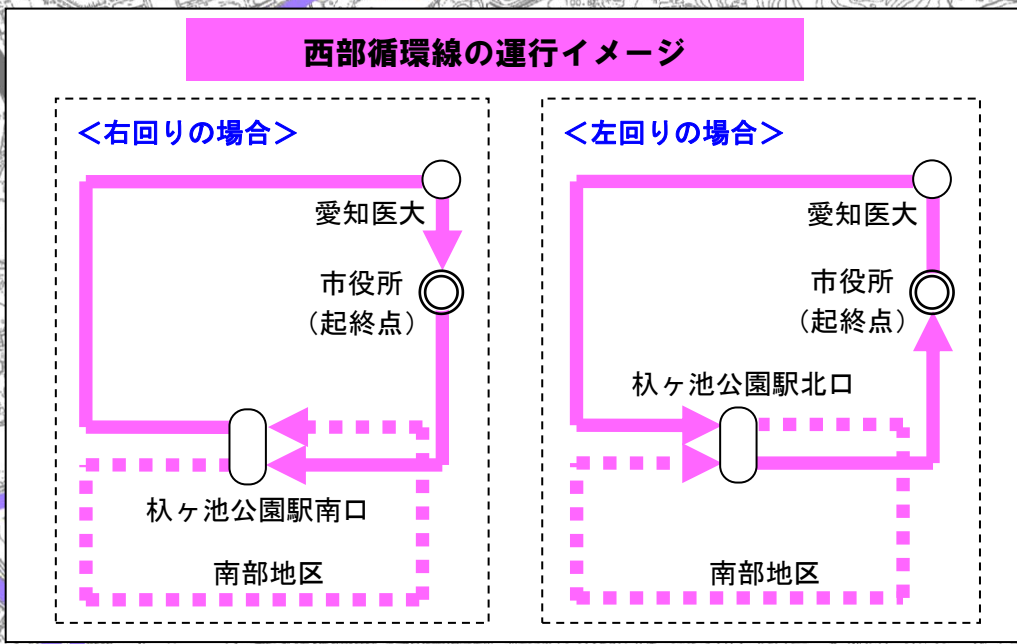 西部循環線の運行イメージ
＜右回りの場合＞
愛知医大
市役所
（起終点）
杁ヶ池公園駅南口
南部地区
＜左回りの場合＞
愛知医大
市役所
（起終点）
杁ヶ池公園駅北口
南部地区